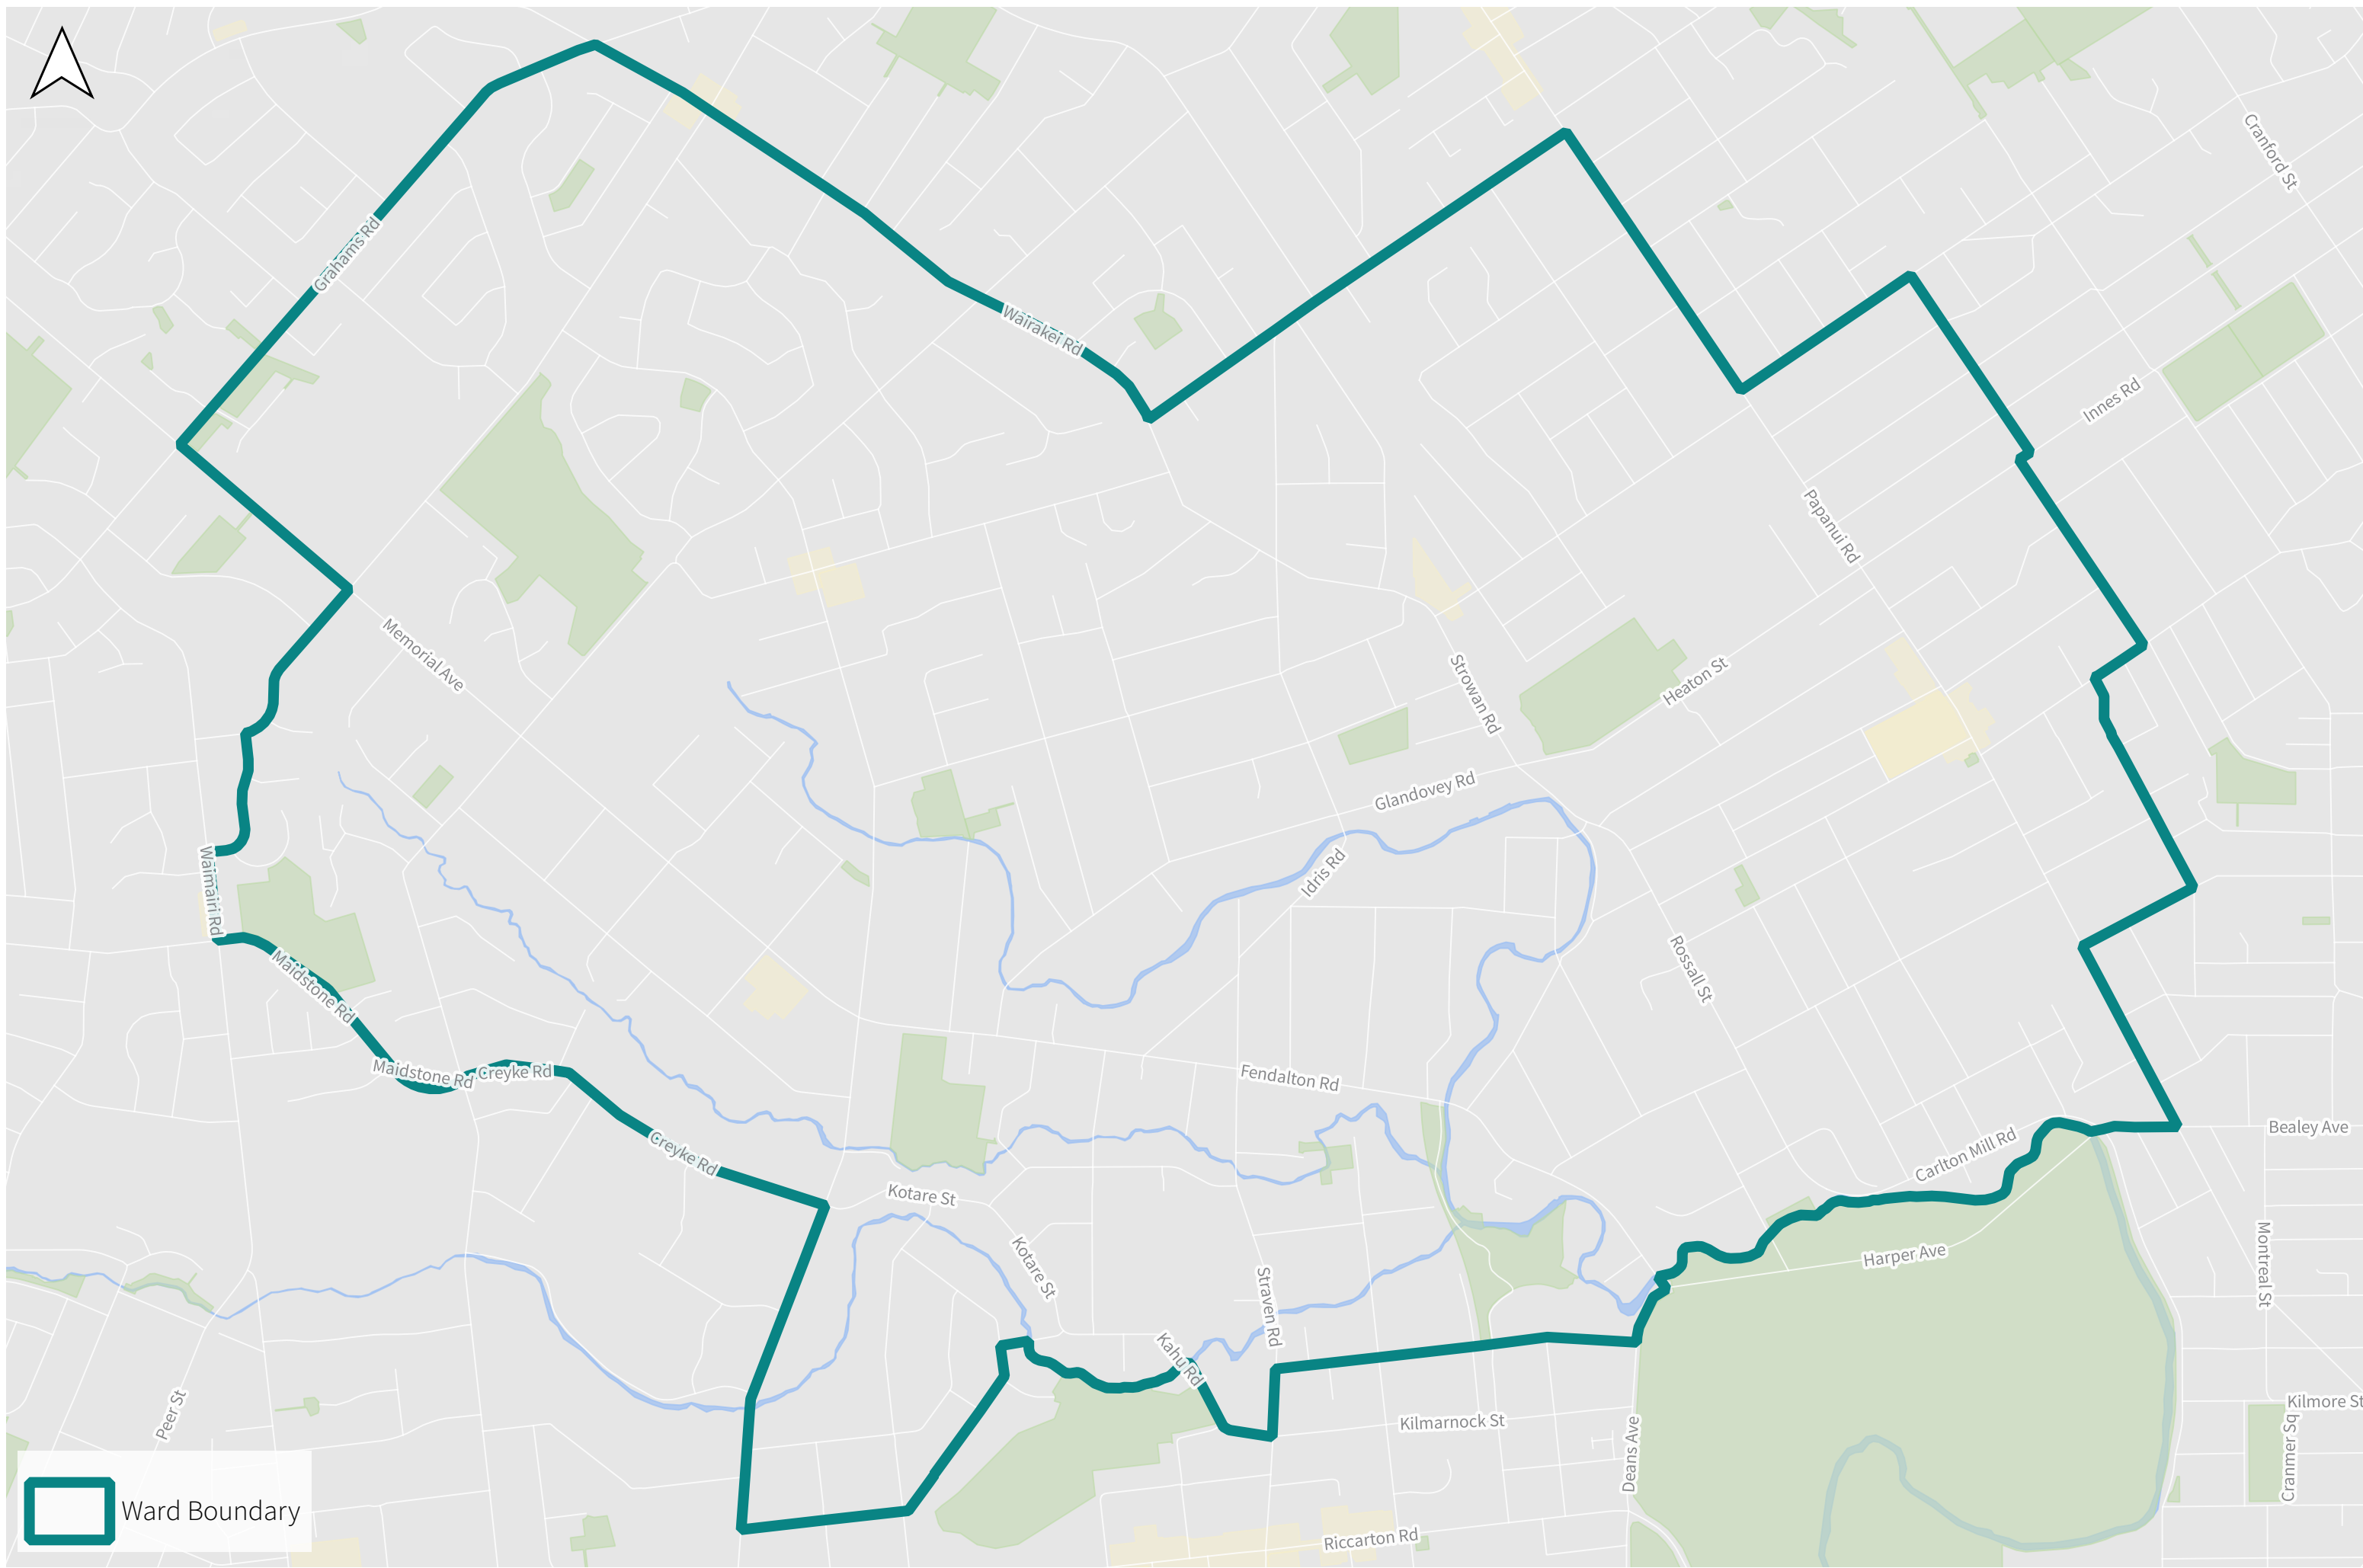 Cranford St
Grahams Rd
Wairakei Rd
Innes Rd
Papanui Rd
Memorial Ave
Strowan Rd
Heaton St
Glandovey Rd
Idris Rd
Waimairi Rd
Rossall St
Maidstone Rd
Maidstone Rd
Creyke Rd
Fendalton Rd
Creyke Rd
Bealey Ave
Carlton Mill Rd
Kotare St
Kotare St
Harper Ave
Montreal St
Straven Rd
Kahu Rd
Peer St
Kilmarnock St
Kilmore St
Deans Ave
Cranmer Sq
Riccarton Rd
Ward Boundary